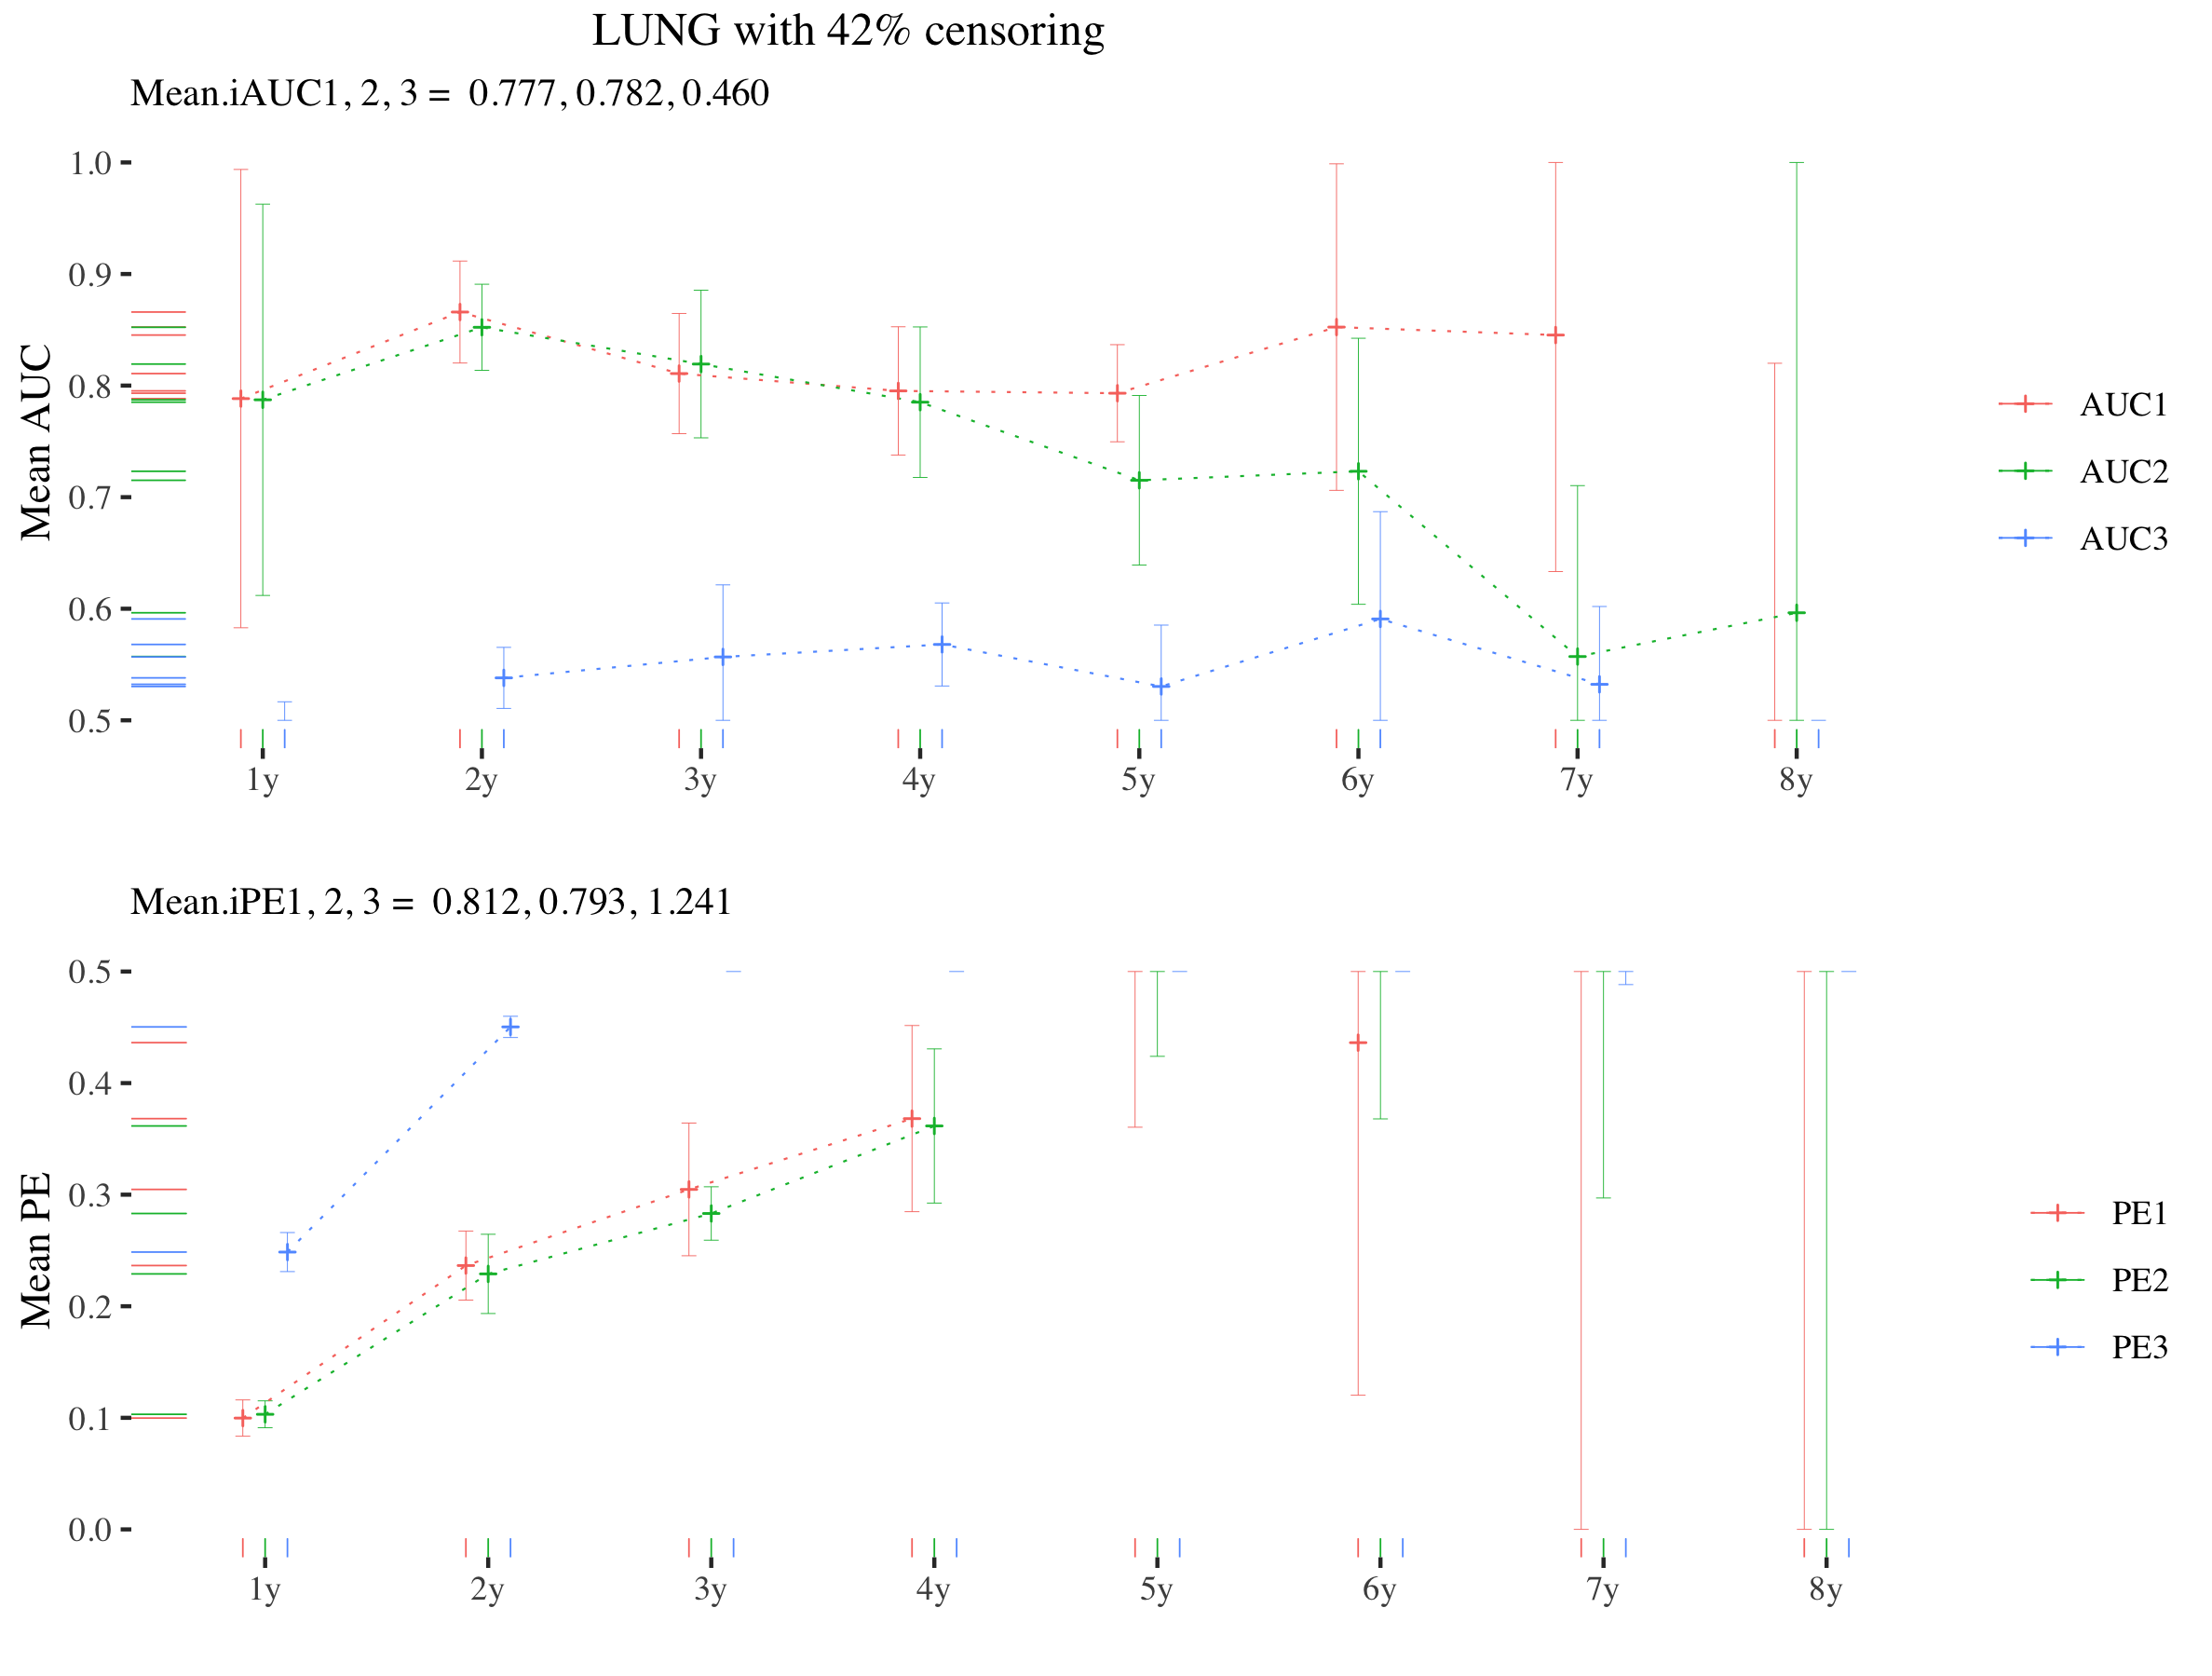 LUNG with 42% censoring
Mean.iAUC1, 2, 3 = 0.777, 0.782, 0.460
Mean AUC
1.0
0.9
0.8
0.7
0.6
0.5
1y 2y 3y 4y 5y 6y 7y 8y
AUC1
AUC2
AUC3
Mean.iPE1, 2, 3 = 0.812, 0.793, 1.241
Mean PE
0.5
0.4
0.3
0.2
0.1
0.0
1y 2y 3y 4y 5y 6y 7y 8y
PE1
PE2
PE3